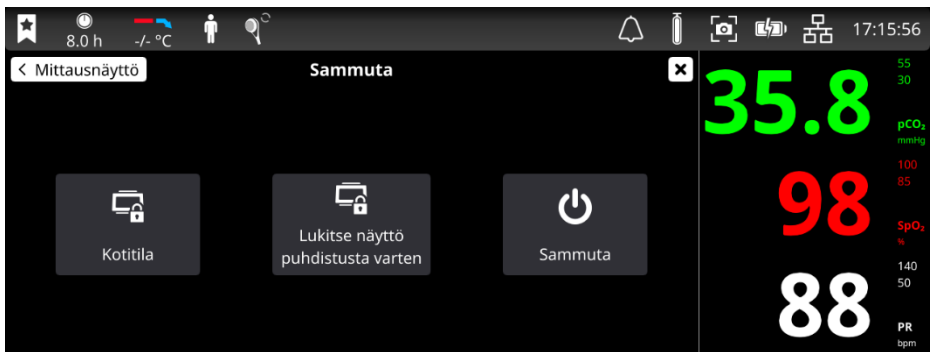 8.0 h
-/- °C
17:15:56
Mittausnäyttö
Sammuta
Kotitila
Lukitse näyttö
puhdistusta varten
Sammuta
35.8
55
30
pCO₂
mmHg
98
100
85
SpO₂
%
88
140
50
PR
bpm